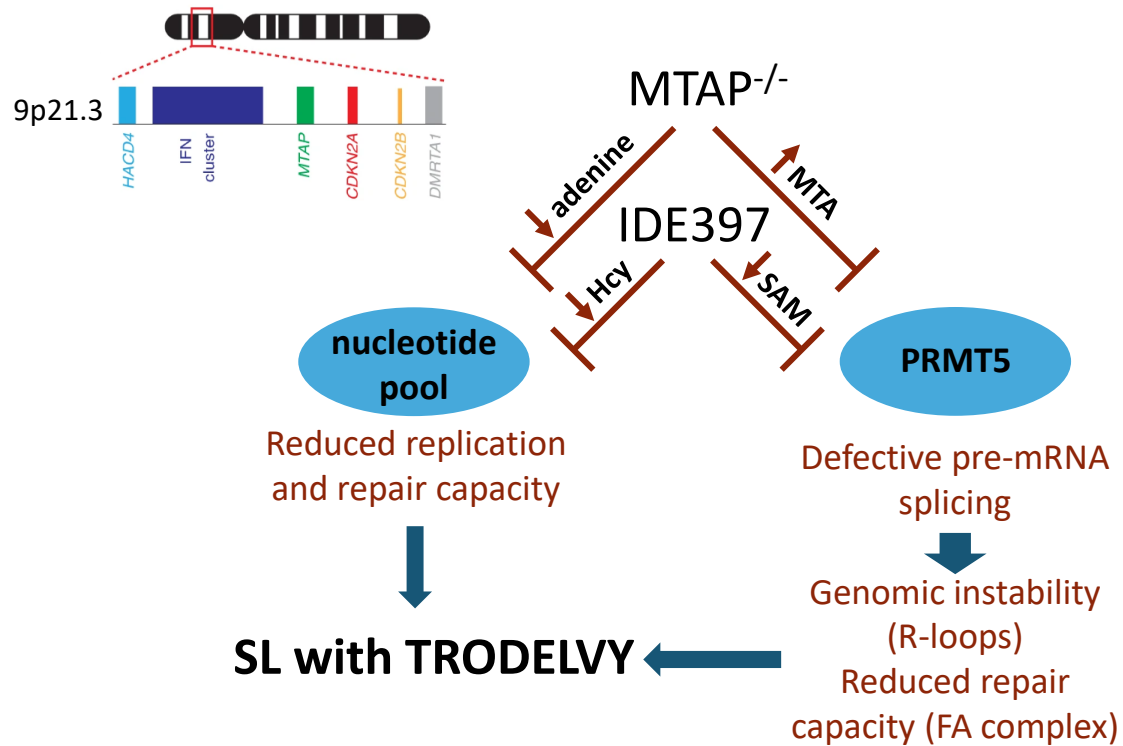 9p21.3
HACD4
IFN
cluster
MTAP
CDKN2A
CDKN2B
DMRTA1
MTAP-/-
adenine
MTA
IDE397
Hcy
SAM
nucleotide
pool
PRMT5
Reduced replication
and repair capacity
Defective pre-mRNA
splicing
Genomic instability
(R-loops)
Reduced repair
capacity (FA complex)
SL with TRODELVY